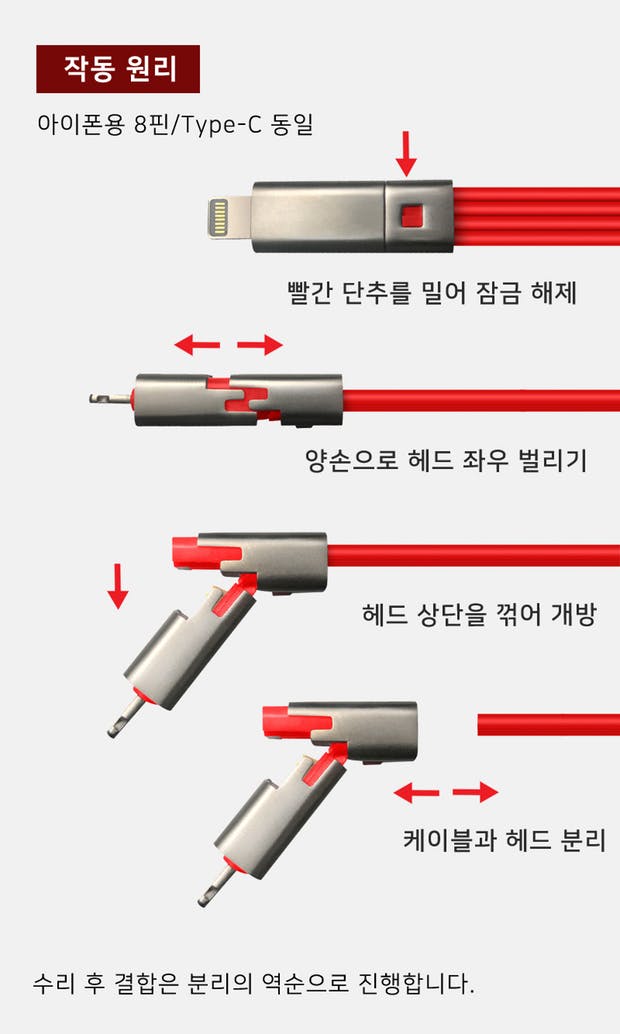 작동 원리
아이폰용 8핀/Type-C 동일
빨간 단추를 밀어 잠금 해제
양손으로 헤드 좌우 벌리기
헤드 상단을 꺾어 개방
케이블과 헤드 분리
수리 후 결합은 분리의 역순으로 진행합니다.